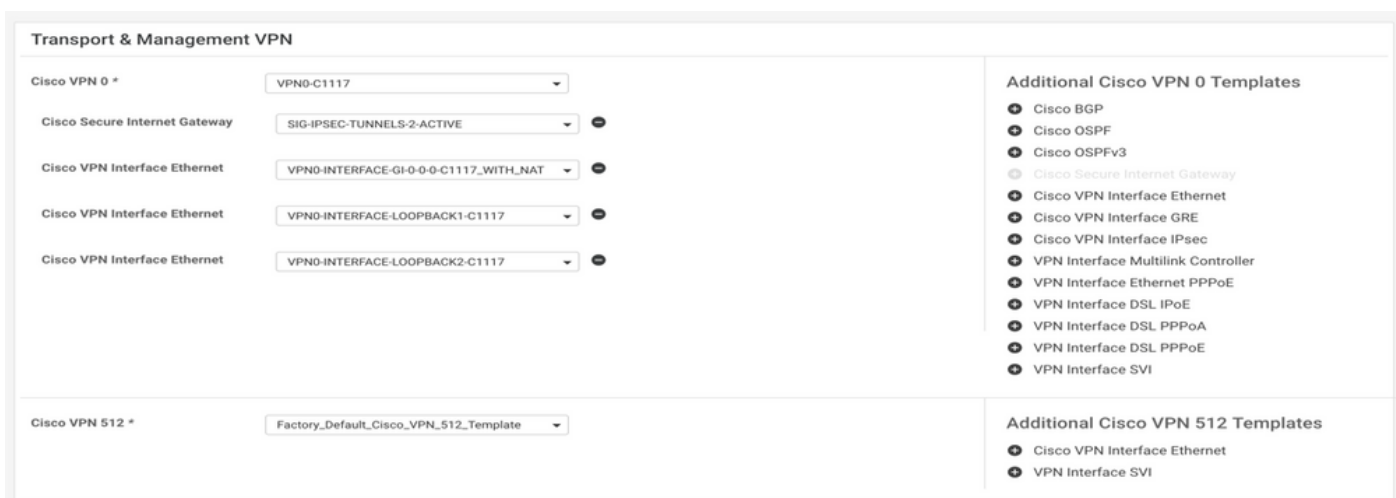 Transport & Management VPN
Cisco VPN 0 *
VPN0-C1117
Cisco Secure Internet Gateway
SIG-IPSEC-TUNNELS-2-ACTIVE
Cisco VPN Interface Ethernet
VPN0-INTERFACE-GI-0-0-0-C1117_WITH_NAT
Cisco VPN Interface Ethernet
VPN0-INTERFACE-LOOPBACK1-C1117
Cisco VPN Interface Ethernet
VPN0-INTERFACE-LOOPBACK2-C1117
Additional Cisco VPN 0 Templates
Cisco BGP
Cisco OSPF
Cisco OSPFv3
Cisco Secure Internet Gateway
Cisco VPN Interface Ethernet
Cisco VPN Interface GRE
Cisco VPN Interface IPsec
VPN Interface Multilink Controller
VPN Interface Ethernet PPPoE
VPN Interface DSL IPoE
VPN Interface DSL PPPoA
VPN Interface DSL PPPoE
VPN Interface SVI
Cisco VPN 512 *
Factory_Default_Cisco_VPN_512_Template
Additional Cisco VPN 512 Templates
Cisco VPN Interface Ethernet
VPN Interface SVI